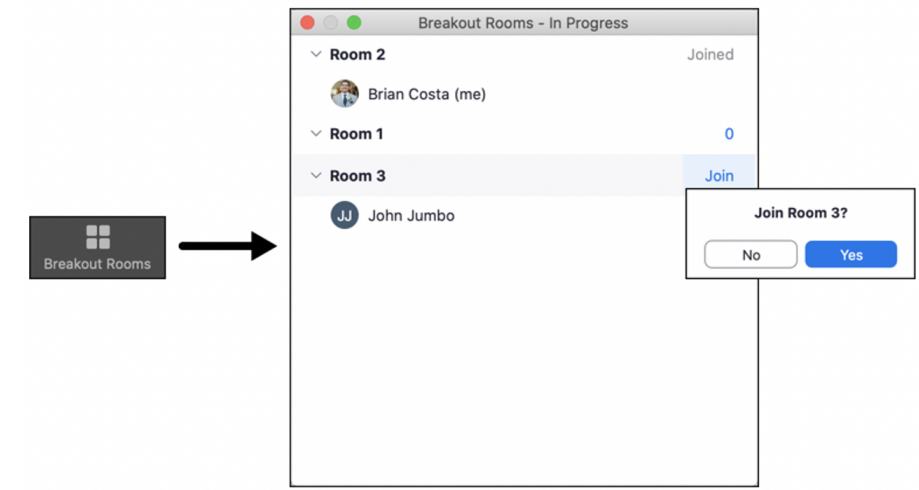 Breakout Rooms - In Progress
Room 2 Joined
Brian Costa (me)
Room 1 0
Room 3 Join
JJ John Jumbo
Join Room 3?
No Yes
Breakout Rooms